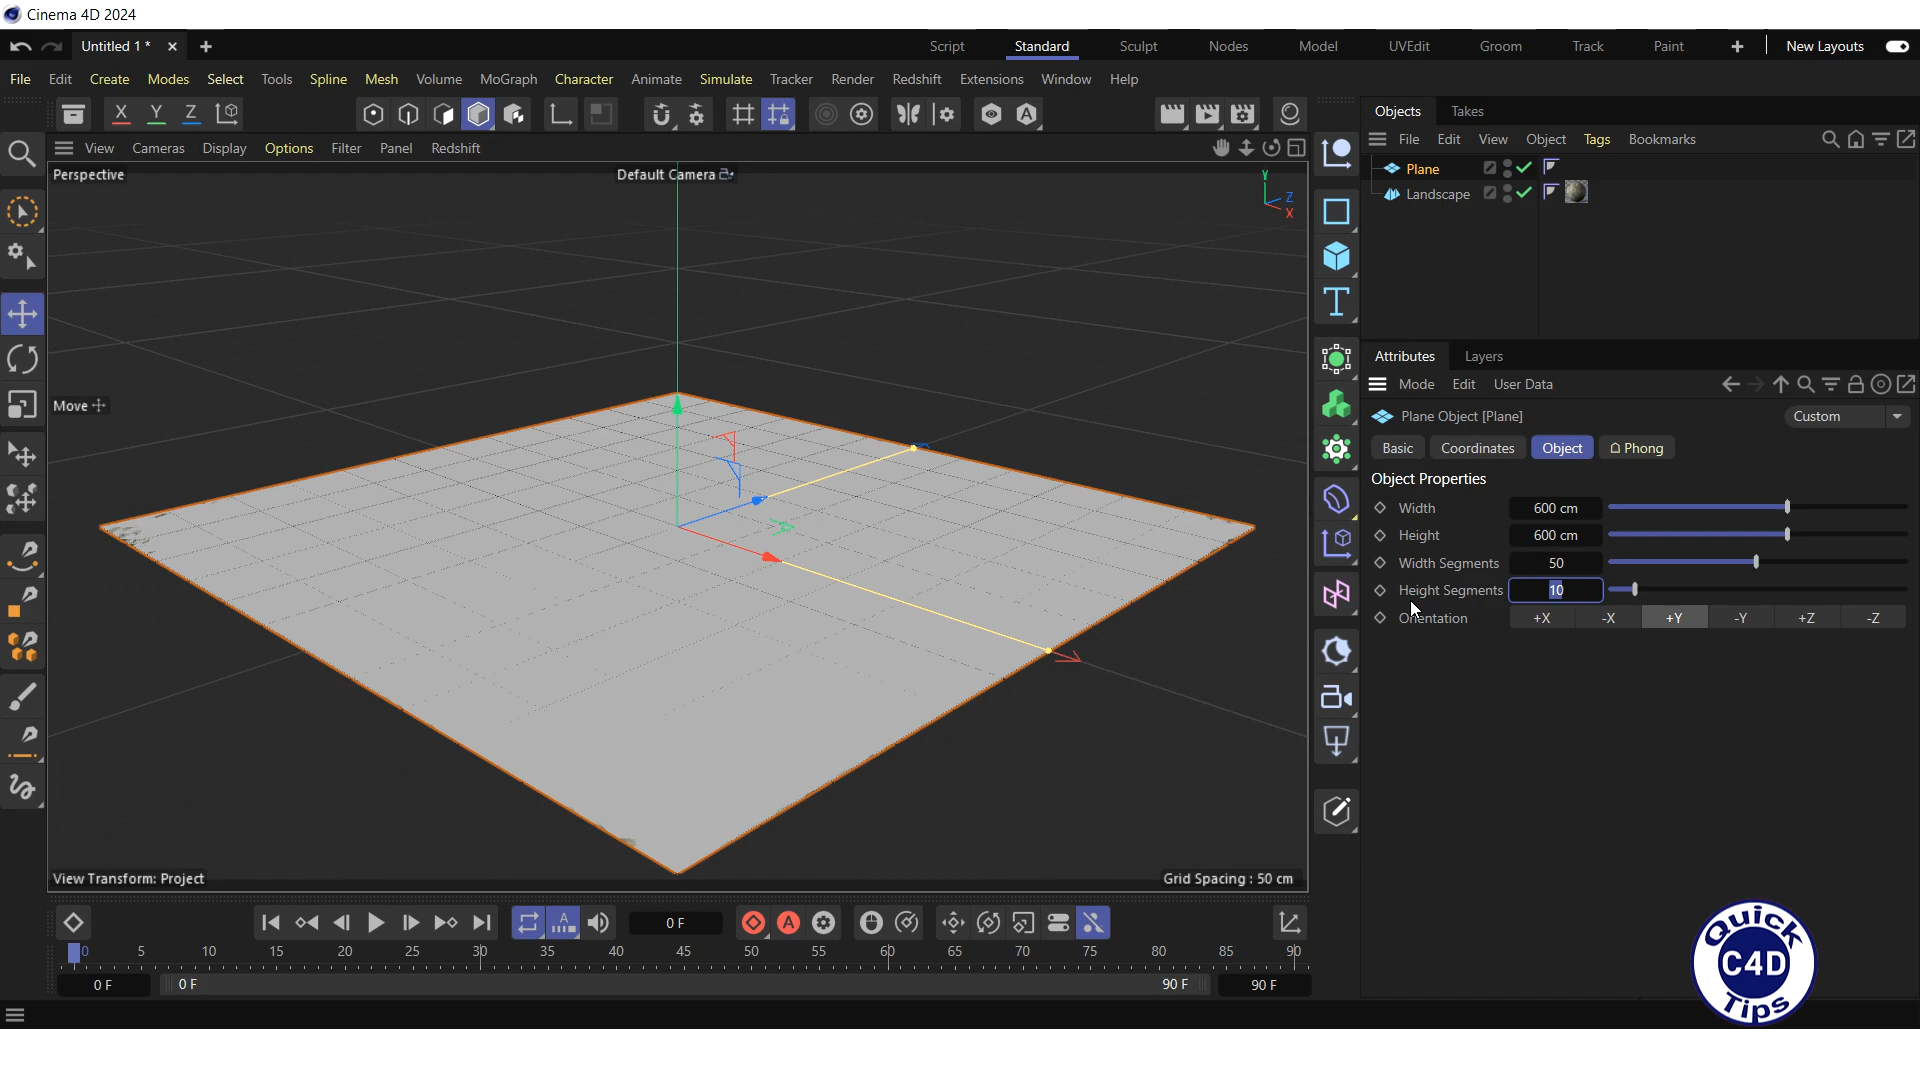 Cinema 4D 2024
Untitled 1 *
Script Standard Sculpt Nodes Model UVEdit Groom Track Paint New Layouts
File Edit Create Modes Select Tools Spline Mesh Volume MoGraph Character Animate Simulate Tracker Render Redshift Extensions Window Help
X Y Z
Objects Takes
File Edit View Object Tags Bookmarks
View Cameras Display Options Filter Panel Redshift
Perspective
Default Camera
Y
Z
X
Plane
Landscape
Move
Attributes Layers
Mode Edit User Data
Plane Object [Plane]
Custom
Basic Coordinates Object Phong
Object Properties
Width 600 cm
Height 600 cm
Width Segments 50
Height Segments 10
Orientation +X -X +Y -Y +Z -Z
View Transform: Project
Grid Spacing : 50 cm
0 F
0 5 10 15 20 25 30 35 40 45 50 55 60 65 70 75 80 85 90
0 F 0 F 90 F 90 F
Quick
C4D
Tips